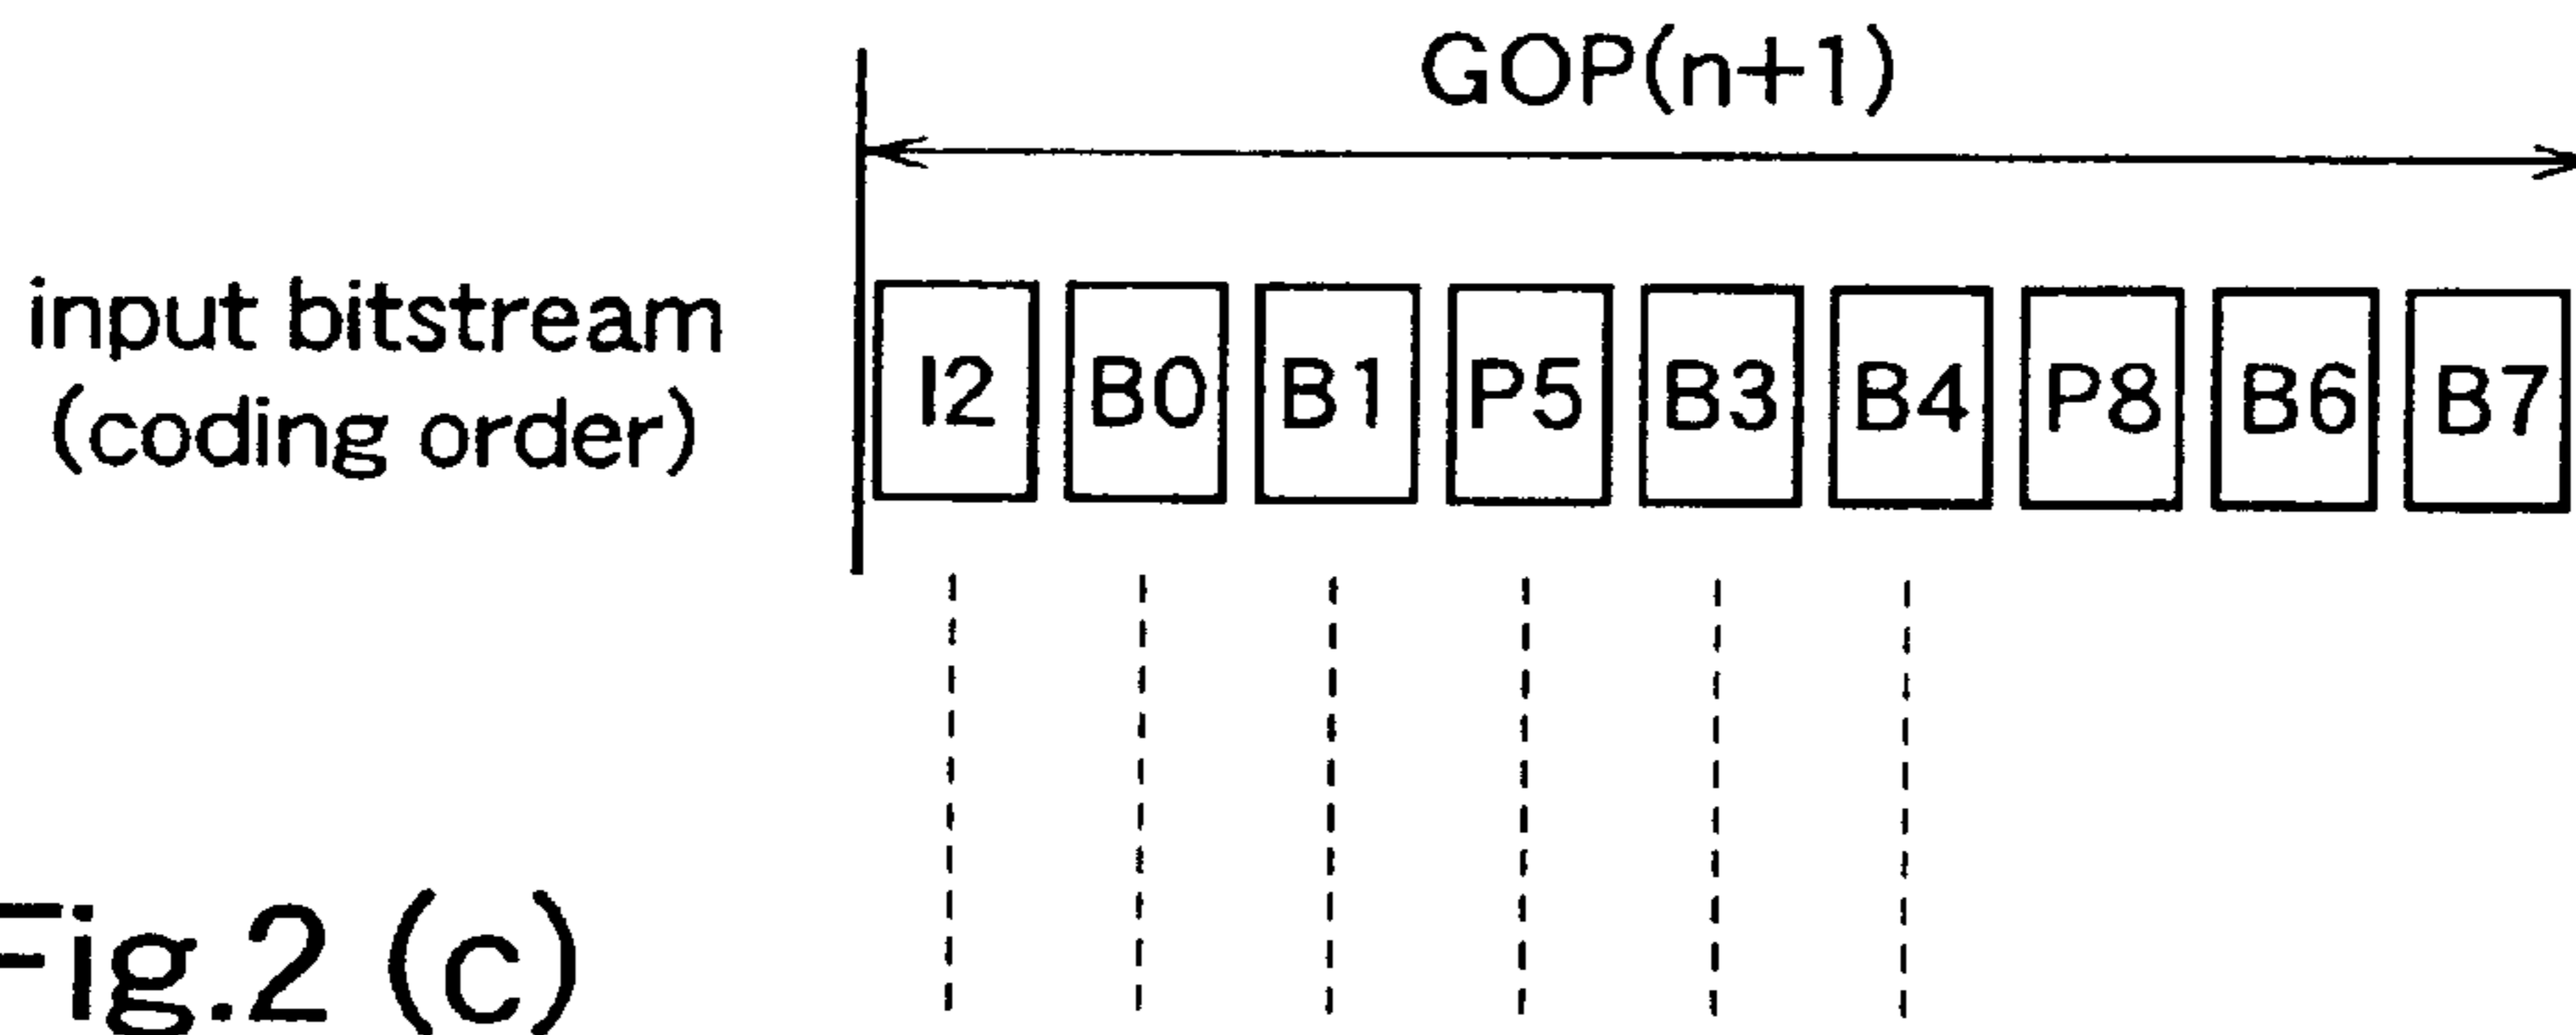 GOP(n+1)
input bitstream
(coding order)
I2 B0 B1 P5 B3 B4 P8 B6 B7
Fig.2 (c)